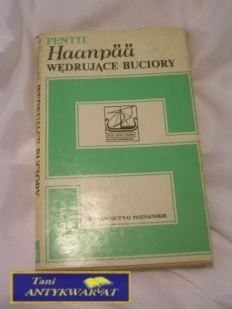 PENTTI
Haanpää
WĘDRUJĄCE BUCIORY
WYDAWNICTWO POZNAŃSKIE
Tani
ANTYKWARIAT